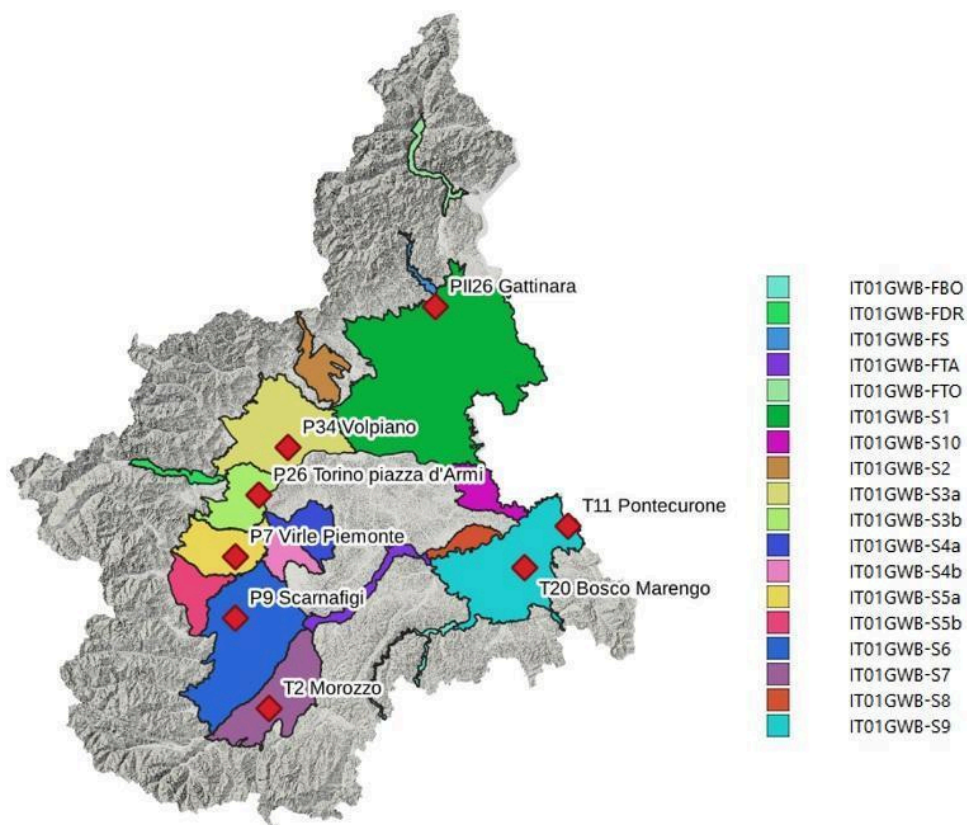 PII26 Gattinara
P34 Volpiano
P26 Torino piazza d'Armi
T11 Pontecurone
P7 Virle Piemonte
T20 Bosco Marengo
P9 Scarnafigi
T2 Morozzo
IT01GWB-FBO
IT01GWB-FDR
IT01GWB-FS
IT01GWB-FTA
IT01GWB-FTO
IT01GWB-S1
IT01GWB-S10
IT01GWB-S2
IT01GWB-S3a
IT01GWB-S3b
IT01GWB-S4a
IT01GWB-S4b
IT01GWB-S5a
IT01GWB-S5b
IT01GWB-S6
IT01GWB-S7
IT01GWB-S8
IT01GWB-S9